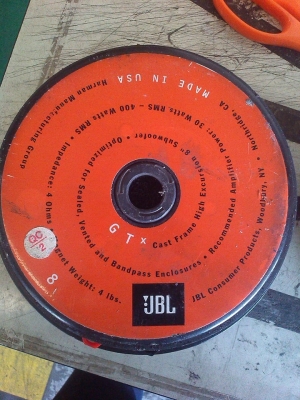 GTx
Cast Frame High Excursion 8" Subwoofer • Optimized for Sealed, Vented and Bandpass Enclosures • Recommended Amplifier Power: 30 Watts RMS – 400 Watts RMS • Impedance: 4 Ohms
Weight: 4 lbs.
JBL
JBL Consumer Products, Woodbury, NY • Northridge, CA
MADE IN USA
Harman Manufacturing Group
QC
8